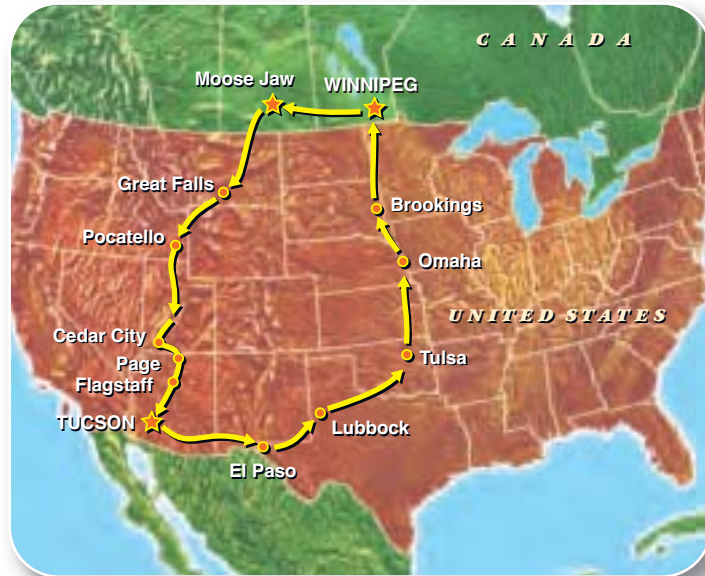 CANADA
Moose Jaw
WINNIPEG
Great Falls
Brookings
Pocatello
Omaha
UNITED STATES
Cedar City
Page
Tulsa
Flagstaff
TUCSON
Lubbock
El Paso